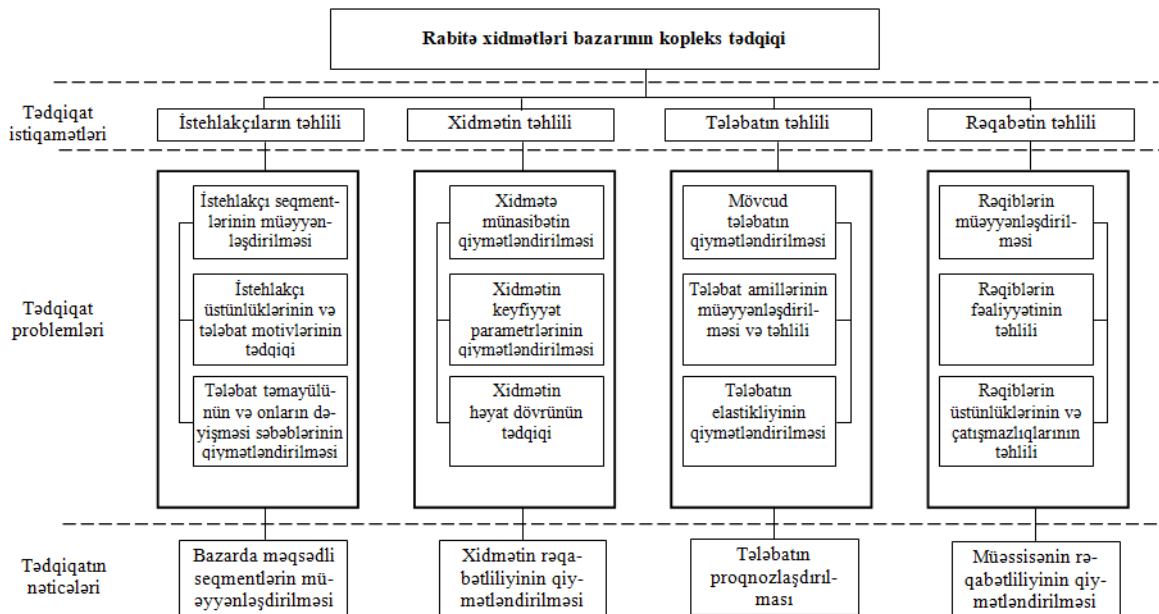 Rabitə xidmətləri bazarının kopleks tədqiqi
Tədqiqat
istiqamətləri
İstehlakçıların təhlili
Xidmətin təhlili
Tələbatın təhlili
Rəqabətin təhlili
Tədqiqat
problemləri
İstehlakçı seqment-
lərinin müəyyən-
ləşdirilməsi
İstehlakçı
üstünlüklərinin və
tələbat motivlərinin
tədqiqi
Tələbat təmayülü-
nün və onların də-
yişməsi səbəblərinin
qiymətləndirilməsi
Xidmətə
münasibətin
qiymətləndirilməsi
Xidmətin
keyfiyyət
parametrlərinin
qiymətləndirilməsi
Xidmətin
həyat dövrünün
tədqiqi
Mövcud
tələbatın
qiymətləndirilməsi
Tələbat amillərinin
müəyyənləşdiril-
məsi və təhlili
Tələbatın
elastikliyinin
qiymətləndirilməsi
Rəqiblərin
müəyyənləşdiril-
məsi
Rəqiblərin
fəaliyyətinin
təhlili
Rəqiblərin
üstünlüklərinin və
çatışmazlıqlarının
təhlili
Tədqiqatın
nəticələri
Bazarda məqsədli
seqmentlərin mü-
əyyənləşdirilməsi
Xidmətin rəqa-
bətliliyinin qiy-
mətləndirilməsi
Tələbatın
proqnozlaşdırıl-
ması
Müəssisənin rə-
qabətliliyinin qiy-
mətləndirilməsi